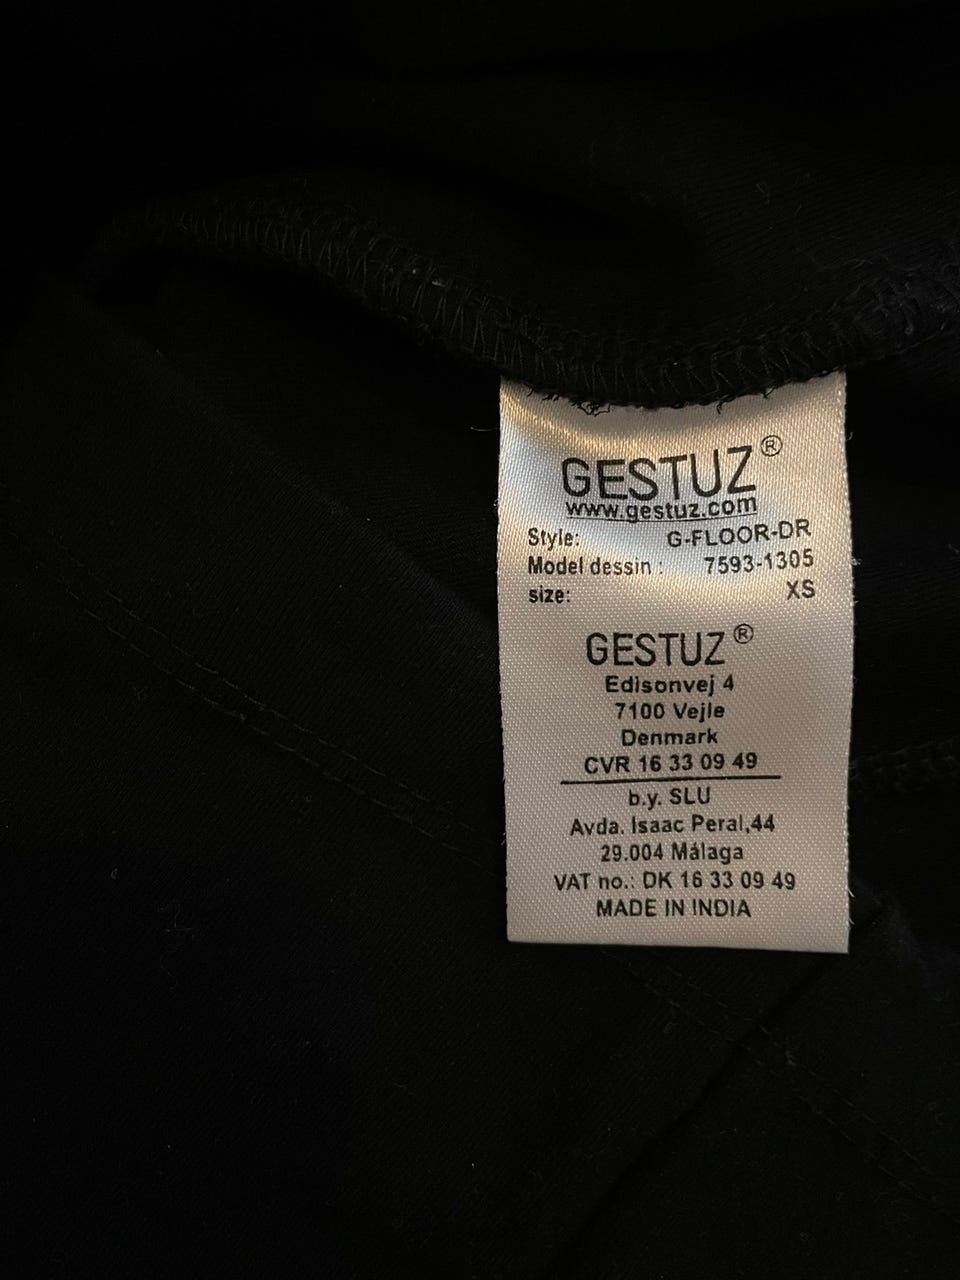 GESTUZ®
www.gestuz.com
Style: G-FLOOR-DR
Model dessin : 7593-1305
size: XS
GESTUZ®
Edisonvej 4
7100 Vejle
Denmark
CVR 16 33 09 49
b.y. SLU
Avda. Isaac Peral,44
29.004 Málaga
VAT no.: DK 16 33 09 49
MADE IN INDIA